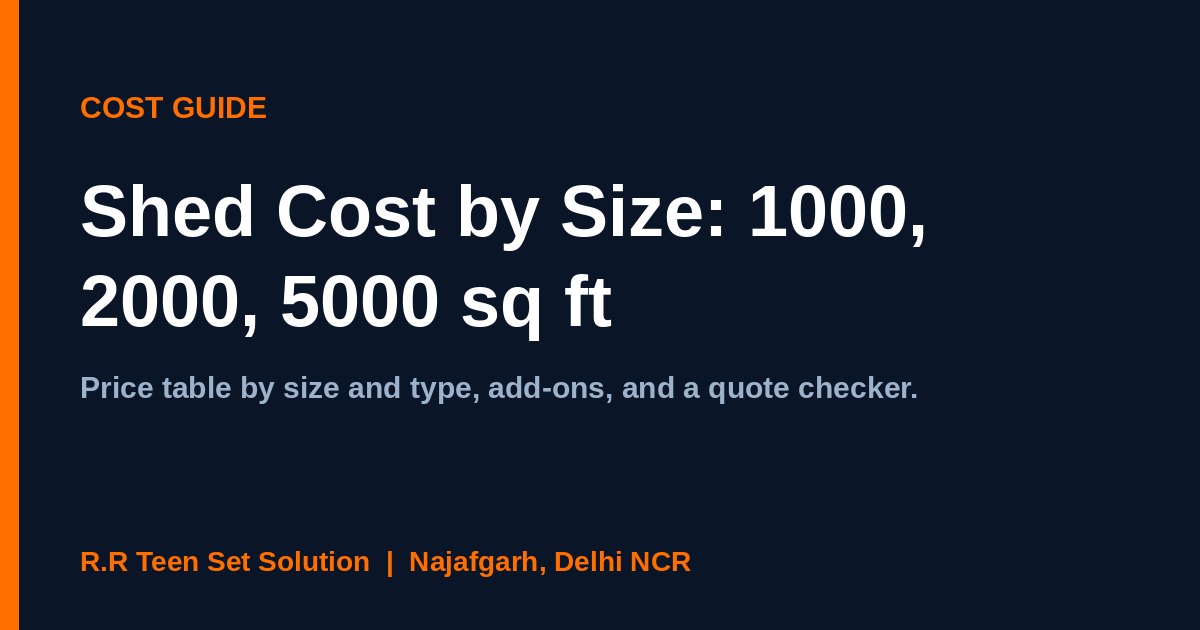 COST GUIDE
Shed Cost by Size: 1000,
2000, 5000 sq ft
Price table by size and type, add-ons, and a quote checker.
R.R Teen Set Solution | Najafgarh, Delhi NCR